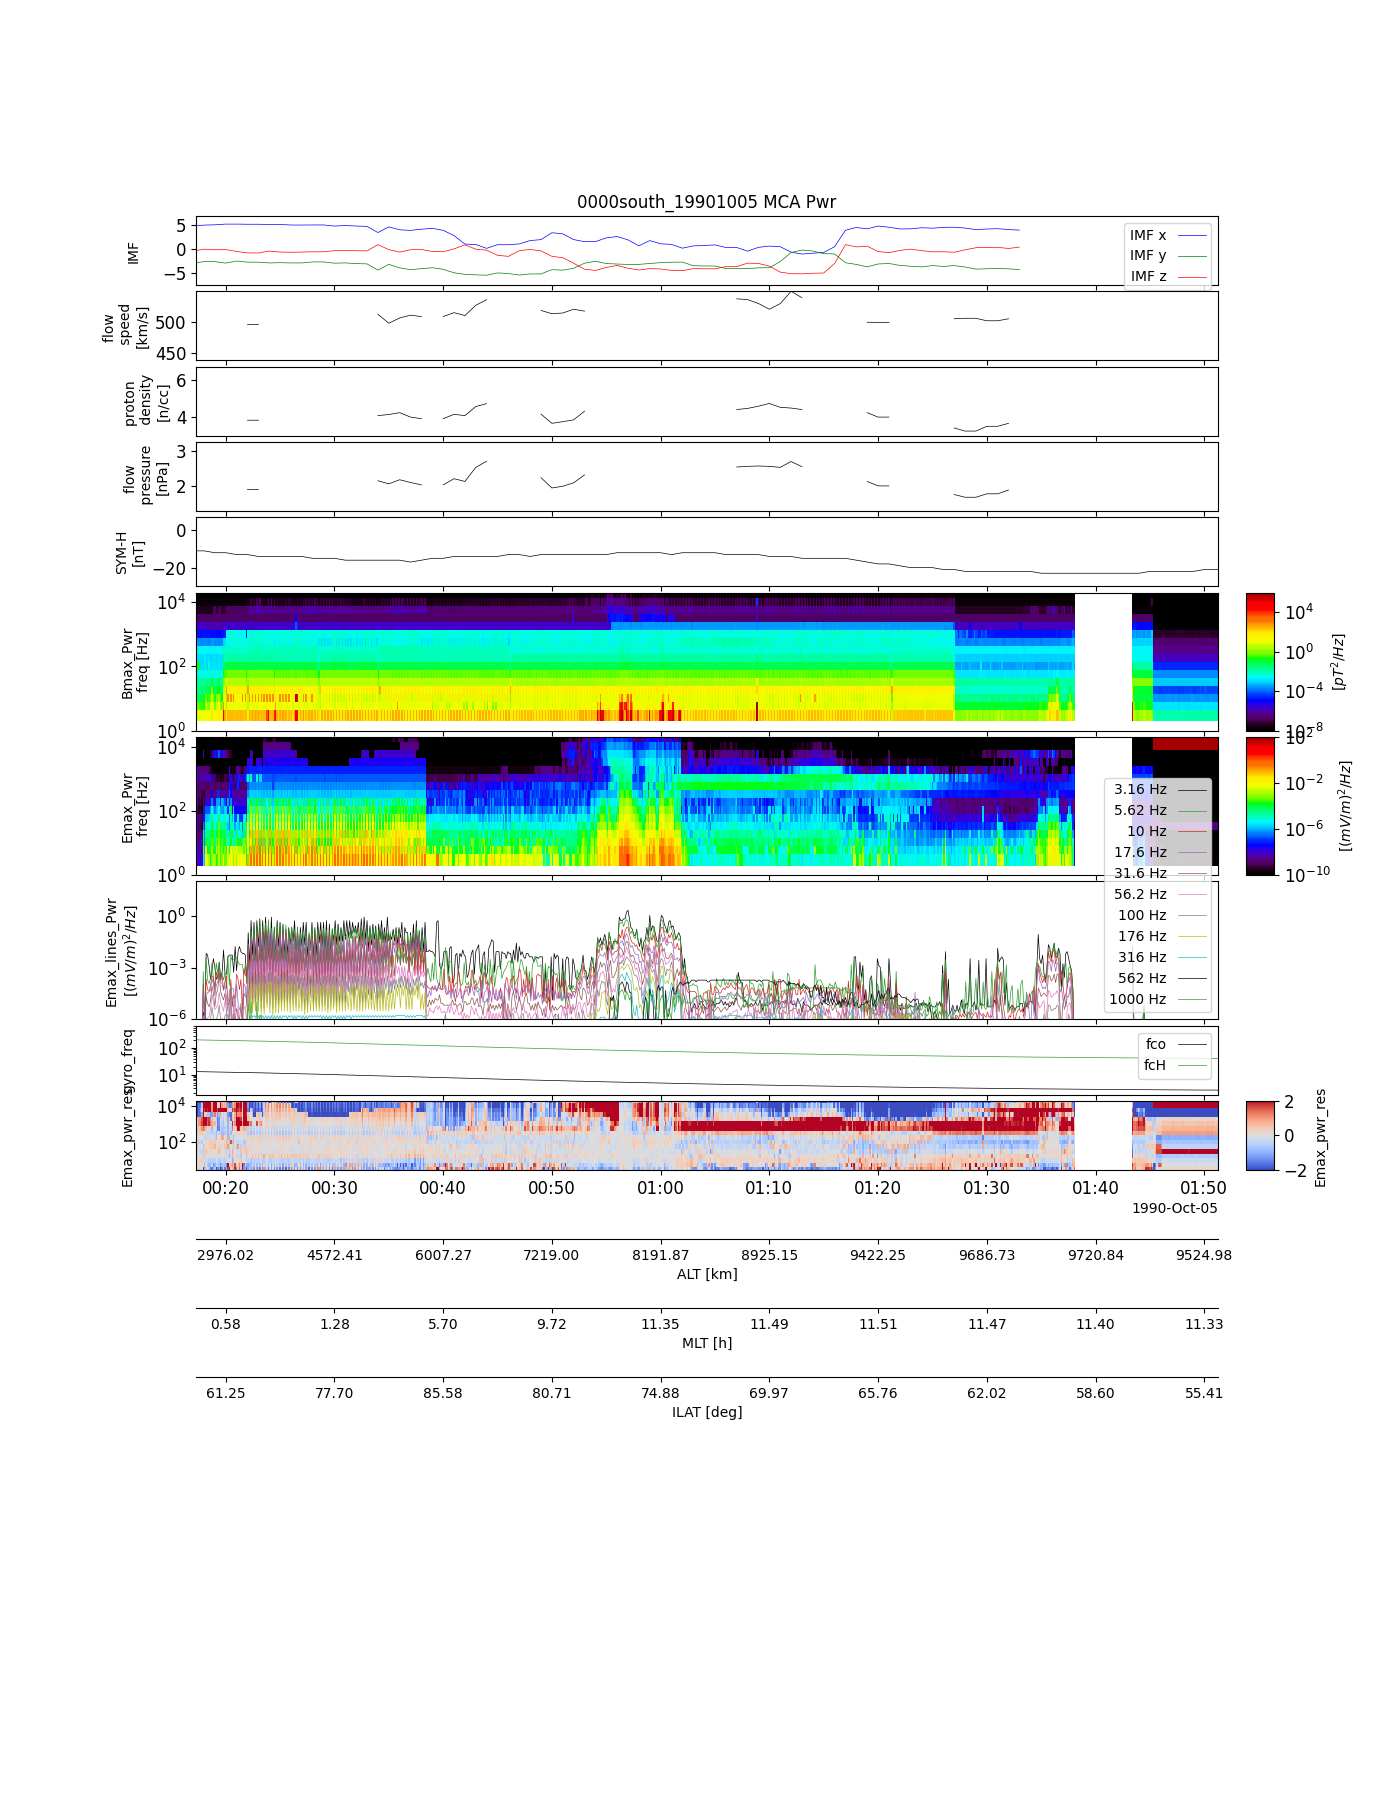 0000south_19901005 MCA Pwr
5
0
−5
IMF
IMF x
IMF y
IMF z
500
450
flow
speed
[km/s]
6
4
proton
density
[n/cc]
3
2
flow
pressure
[nPa]
0
−20
SYM-H
[nT]
10^4
10^2
10^0
Bmax_Pwr
freq [Hz]
10^4
10^0
10^−4
10^−8
[pT^2/Hz]
10^4
10^2
10^0
Emax_Pwr
freq [Hz]
10^2
10^−2
10^−6
10^−10
[(mV/m)^2/Hz]
3.16 Hz
5.62 Hz
10 Hz
17.6 Hz
31.6 Hz
56.2 Hz
100 Hz
176 Hz
316 Hz
562 Hz
1000 Hz
10^0
10^−3
10^−6
Emax_lines_Pwr
[(mV/m)^2/Hz]
10^2
10^1
gyro_freq
fco
fcH
10^4
10^2
Emax_pwr_res
2
0
−2
Emax_pwr_res
00:20 00:30 00:40 00:50 01:00 01:10 01:20 01:30 01:40 01:50
1990-Oct-05
2976.02 4572.41 6007.27 7219.00 8191.87 8925.15 9422.25 9686.73 9720.84 9524.98
ALT [km]
0.58 1.28 5.70 9.72 11.35 11.49 11.51 11.47 11.40 11.33
MLT [h]
61.25 77.70 85.58 80.71 74.88 69.97 65.76 62.02 58.60 55.41
ILAT [deg]